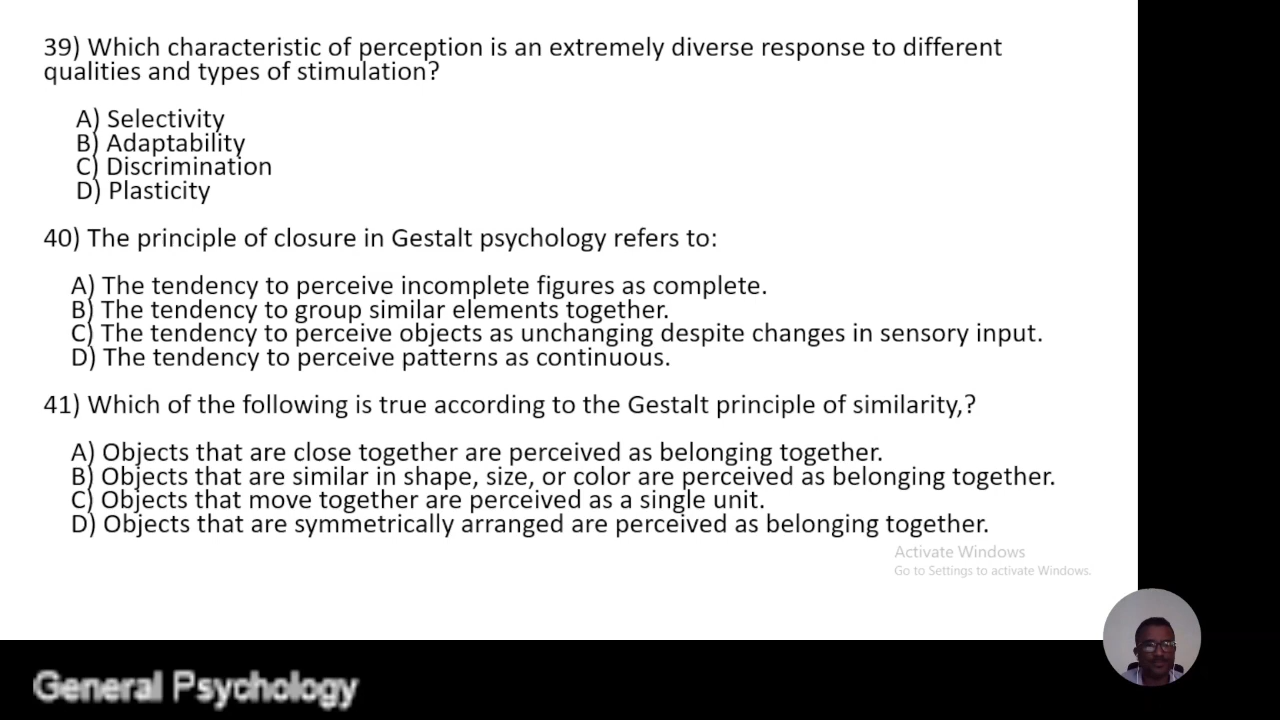 39) Which characteristic of perception is an extremely diverse response to different
qualities and types of stimulation?
A) Selectivity
B) Adaptability
C) Discrimination
D) Plasticity
40) The principle of closure in Gestalt psychology refers to:
A) The tendency to perceive incomplete figures as complete.
B) The tendency to group similar elements together.
C) The tendency to perceive objects as unchanging despite changes in sensory input.
D) The tendency to perceive patterns as continuous.
41) Which of the following is true according to the Gestalt principle of similarity,?
A) Objects that are close together are perceived as belonging together.
B) Objects that are similar in shape, size, or color are perceived as belonging together.
C) Objects that move together are perceived as a single unit.
D) Objects that are symmetrically arranged are perceived as belonging together.
Activate Windows
Go to Settings to activate Windows.
General Psychology